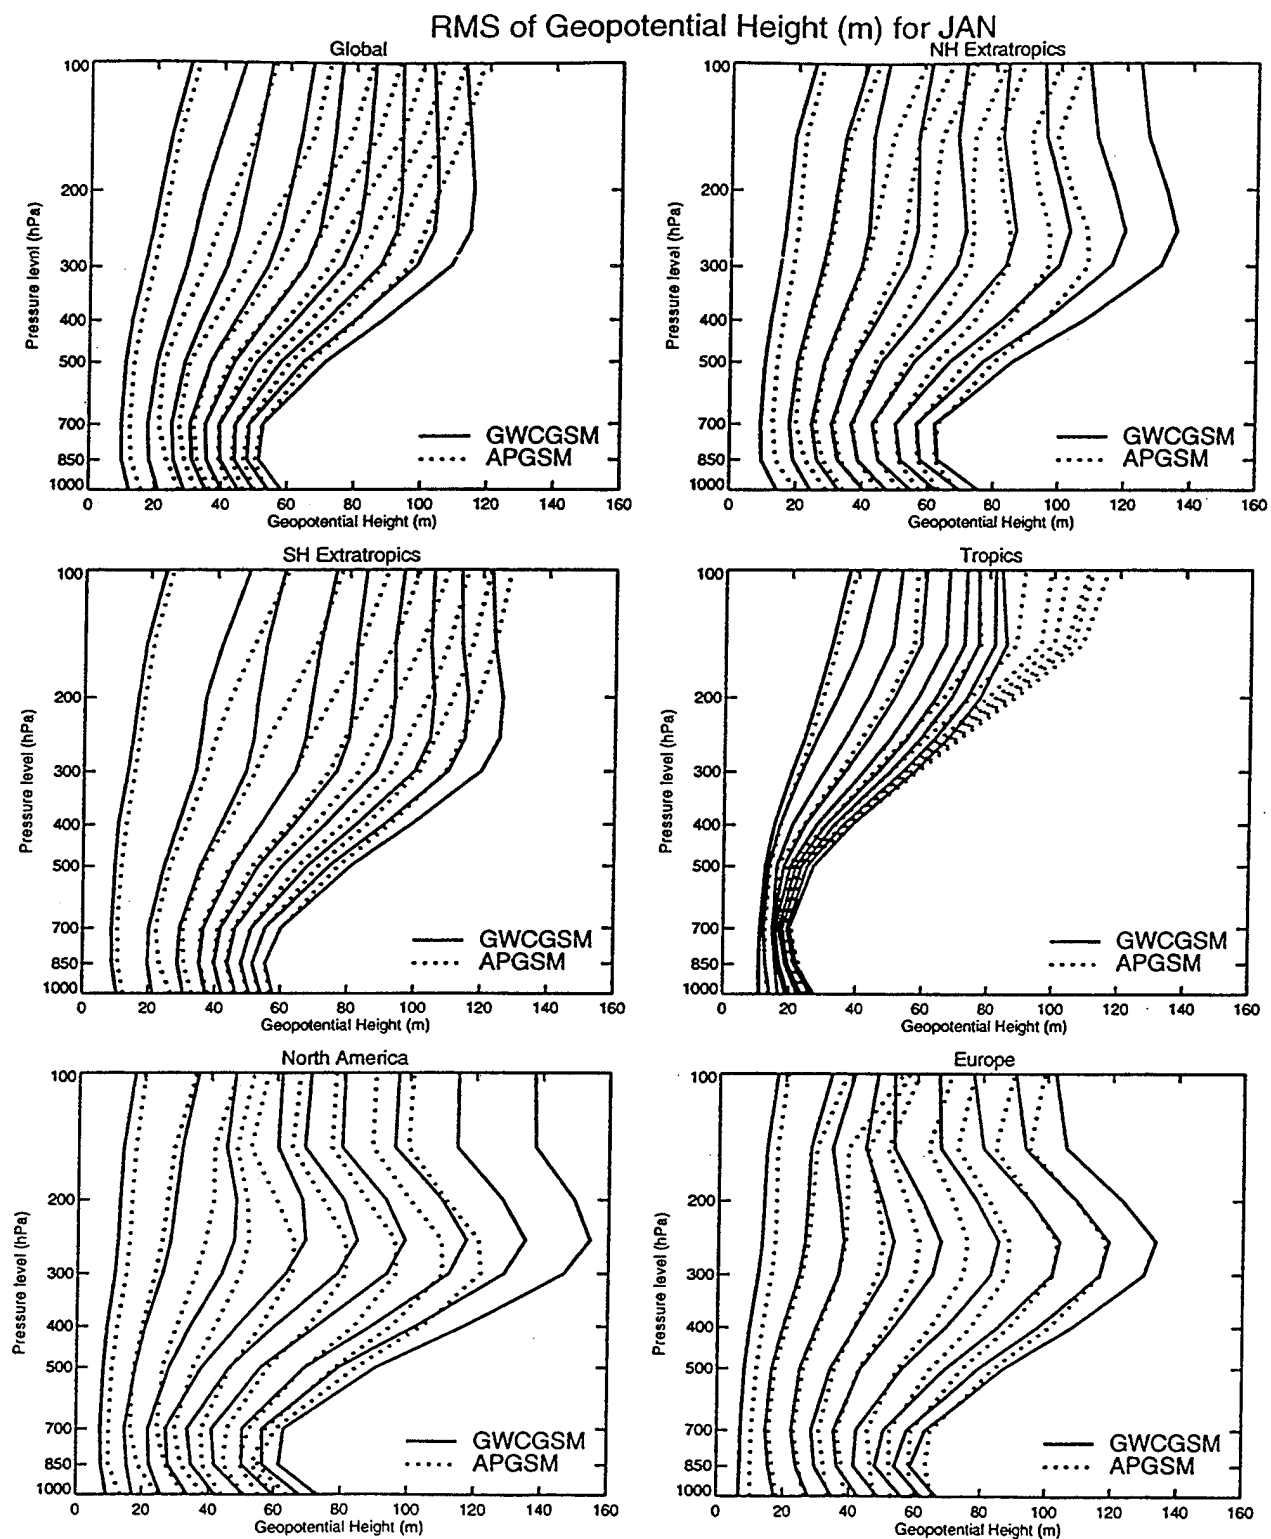 RMS of Geopotential Height (m) for JAN
Global
NH Extratropics
100
200
300
400
500
700
850
1000
Pressure levnl (hPa)
GWCGSM
APGSM
0 20 40 60 80 100 120 140 160
Geopotential Height (m)
100
200
300
400
500
700
850
1000
Pressure level (hPa)
GWCGSM
APGSM
0 20 40 60 80 100 120 140 160
Geopotential Height (m)
SH Extratropics
Tropics
100
200
300
400
500
700
850
1000
Pressure level (hPa)
GWCGSM
APGSM
0 20 40 60 80 100 120 140 160
Geopotential Height (m)
100
200
300
400
500
700
850
1000
Pressure level (hPa)
GWCGSM
APGSM
0 20 40 60 80 100 120 140 160
Geopotential Height (m)
North America
Europe
100
200
300
400
500
700
850
1000
Pressure level (hPa)
GWCGSM
APGSM
0 20 40 60 80 100 120 140 160
Geopotential Height (m)
100
200
300
400
500
700
850
1000
Pressure level (hPa)
GWCGSM
APGSM
0 20 40 60 80 100 120 140 160
Geopotential Height (m)